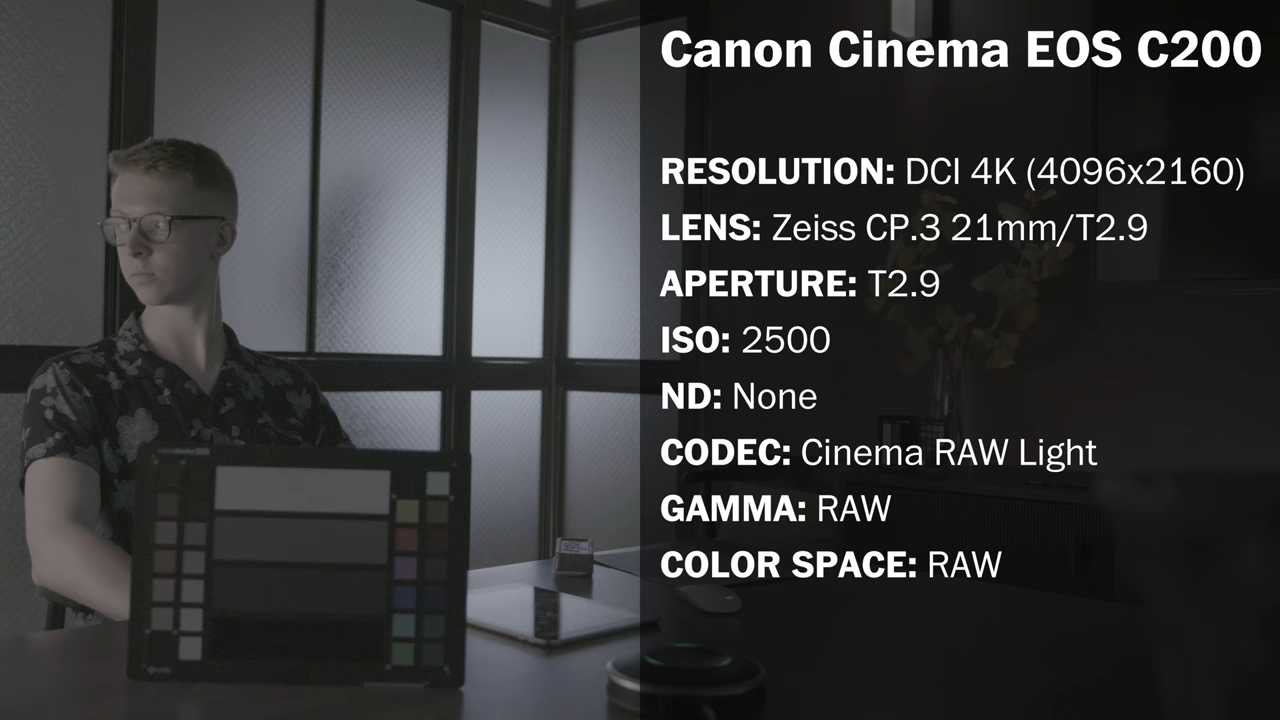 Canon Cinema EOS C200
RESOLUTION: DCI 4K (4096x2160)
LENS: Zeiss CP.3 21mm/T2.9
APERTURE: T2.9
ISO: 2500
ND: None
CODEC: Cinema RAW Light
GAMMA: RAW
COLOR SPACE: RAW